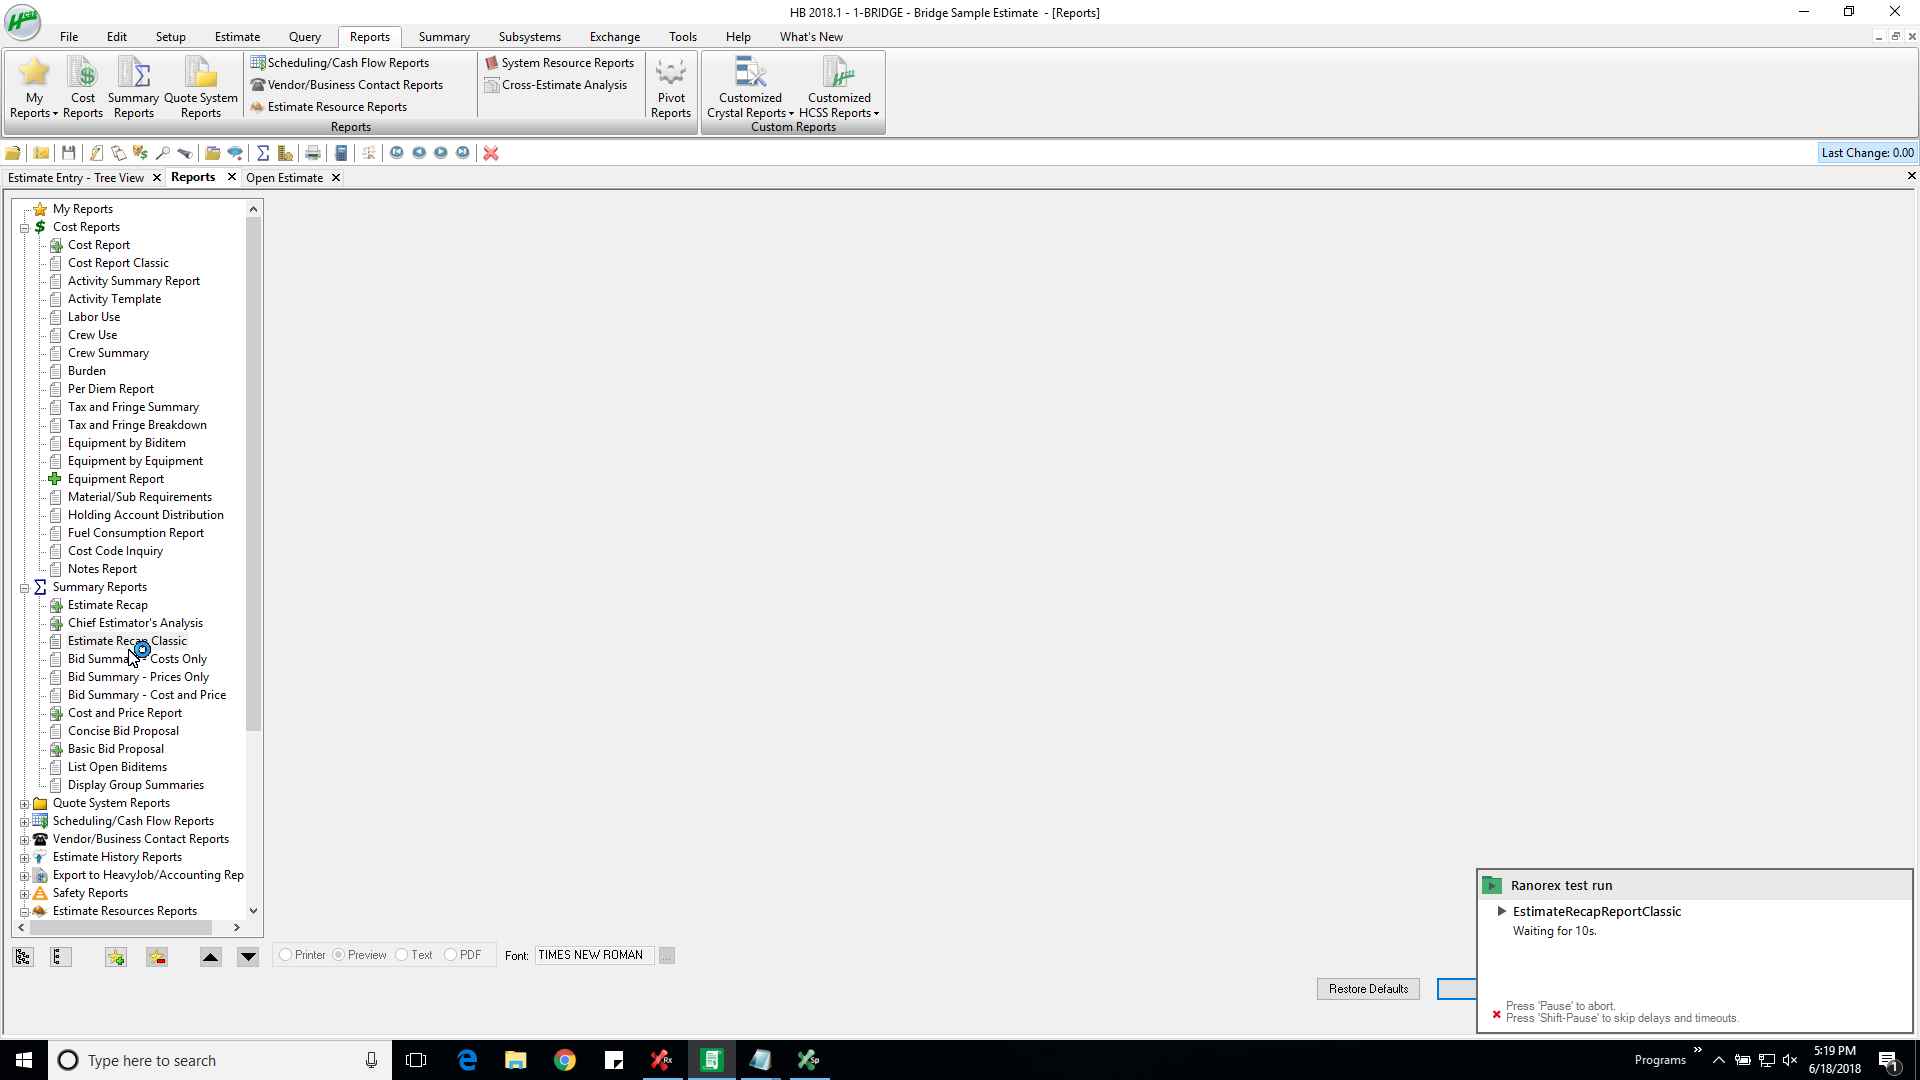 HB 2018.1 - 1-BRIDGE - Bridge Sample Estimate - [Reports]
File Edit Setup Estimate Query Reports Summary Subsystems Exchange Tools Help What's New
My Reports
Cost Reports
Summary Reports
Quote System Reports
Scheduling/Cash Flow Reports
Vendor/Business Contact Reports
Estimate Resource Reports
System Resource Reports
Cross-Estimate Analysis
Pivot Reports
Reports
Customized Crystal Reports
Customized HCSS Reports
Custom Reports
Last Change: 0.00
Estimate Entry - Tree View Reports Open Estimate
My Reports
Cost Reports
Cost Report
Cost Report Classic
Activity Summary Report
Activity Template
Labor Use
Crew Use
Crew Summary
Burden
Per Diem Report
Tax and Fringe Summary
Tax and Fringe Breakdown
Equipment by Biditem
Equipment by Equipment
Equipment Report
Material/Sub Requirements
Holding Account Distribution
Fuel Consumption Report
Cost Code Inquiry
Notes Report
Summary Reports
Estimate Recap
Chief Estimator's Analysis
Estimate Recap Classic
Bid Summary - Costs Only
Bid Summary - Prices Only
Bid Summary - Cost and Price
Cost and Price Report
Concise Bid Proposal
Basic Bid Proposal
List Open Biditems
Display Group Summaries
Quote System Reports
Scheduling/Cash Flow Reports
Vendor/Business Contact Reports
Estimate History Reports
Export to HeavyJob/Accounting Rep
Safety Reports
Estimate Resources Reports
Printer Preview Text PDF Font: TIMES NEW ROMAN ...
Restore Defaults
Ranorex test run
EstimateRecapReportClassic
Waiting for 10s.
Press 'Pause' to abort.
Press 'Shift-Pause' to skip delays and timeouts.
Type here to search
Programs
5:19 PM
6/18/2018
1